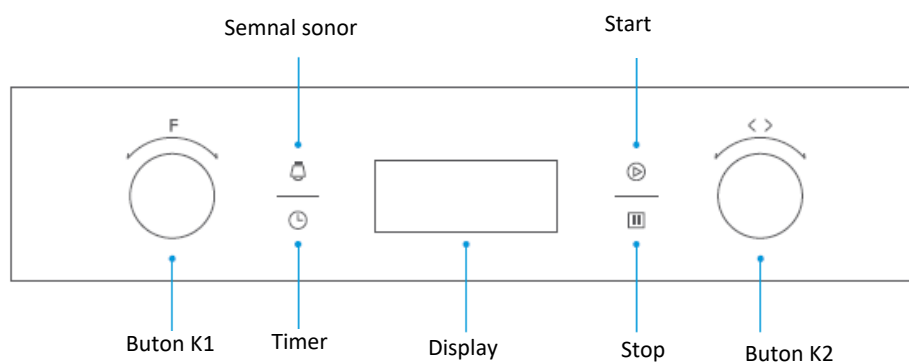 Semnal sonor
Start
F
< >
Buton K1
Timer
Display
Stop
Buton K2